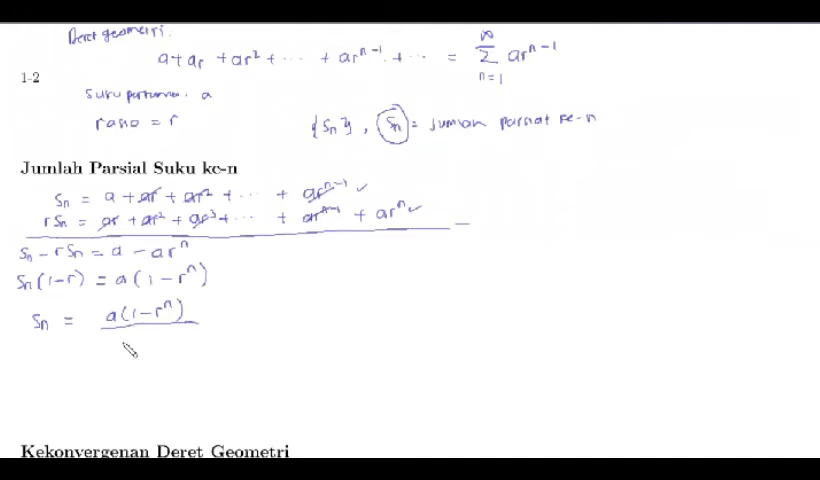 Deret geometri.
a + ar + ar² + ⋯ + arⁿ⁻¹ + ⋯ = ∞ Σ n=1 arⁿ⁻¹
1-2
suku pertama = a
rasio = r
{Sn}, Sn = jumlah parsial ke-n
Jumlah Parsial Suku ke-n
Sn = a + ar + ar² + ⋯ + arⁿ⁻¹ ✓
rSn = ar + ar² + ar³ + ⋯ + arⁿ⁻¹ + arⁿ ✓
Sn − rSn = a − arⁿ
Sn(1−r) = a(1−rⁿ)
Sn = a(1−rⁿ)
Kekonvergenan Deret Geometri